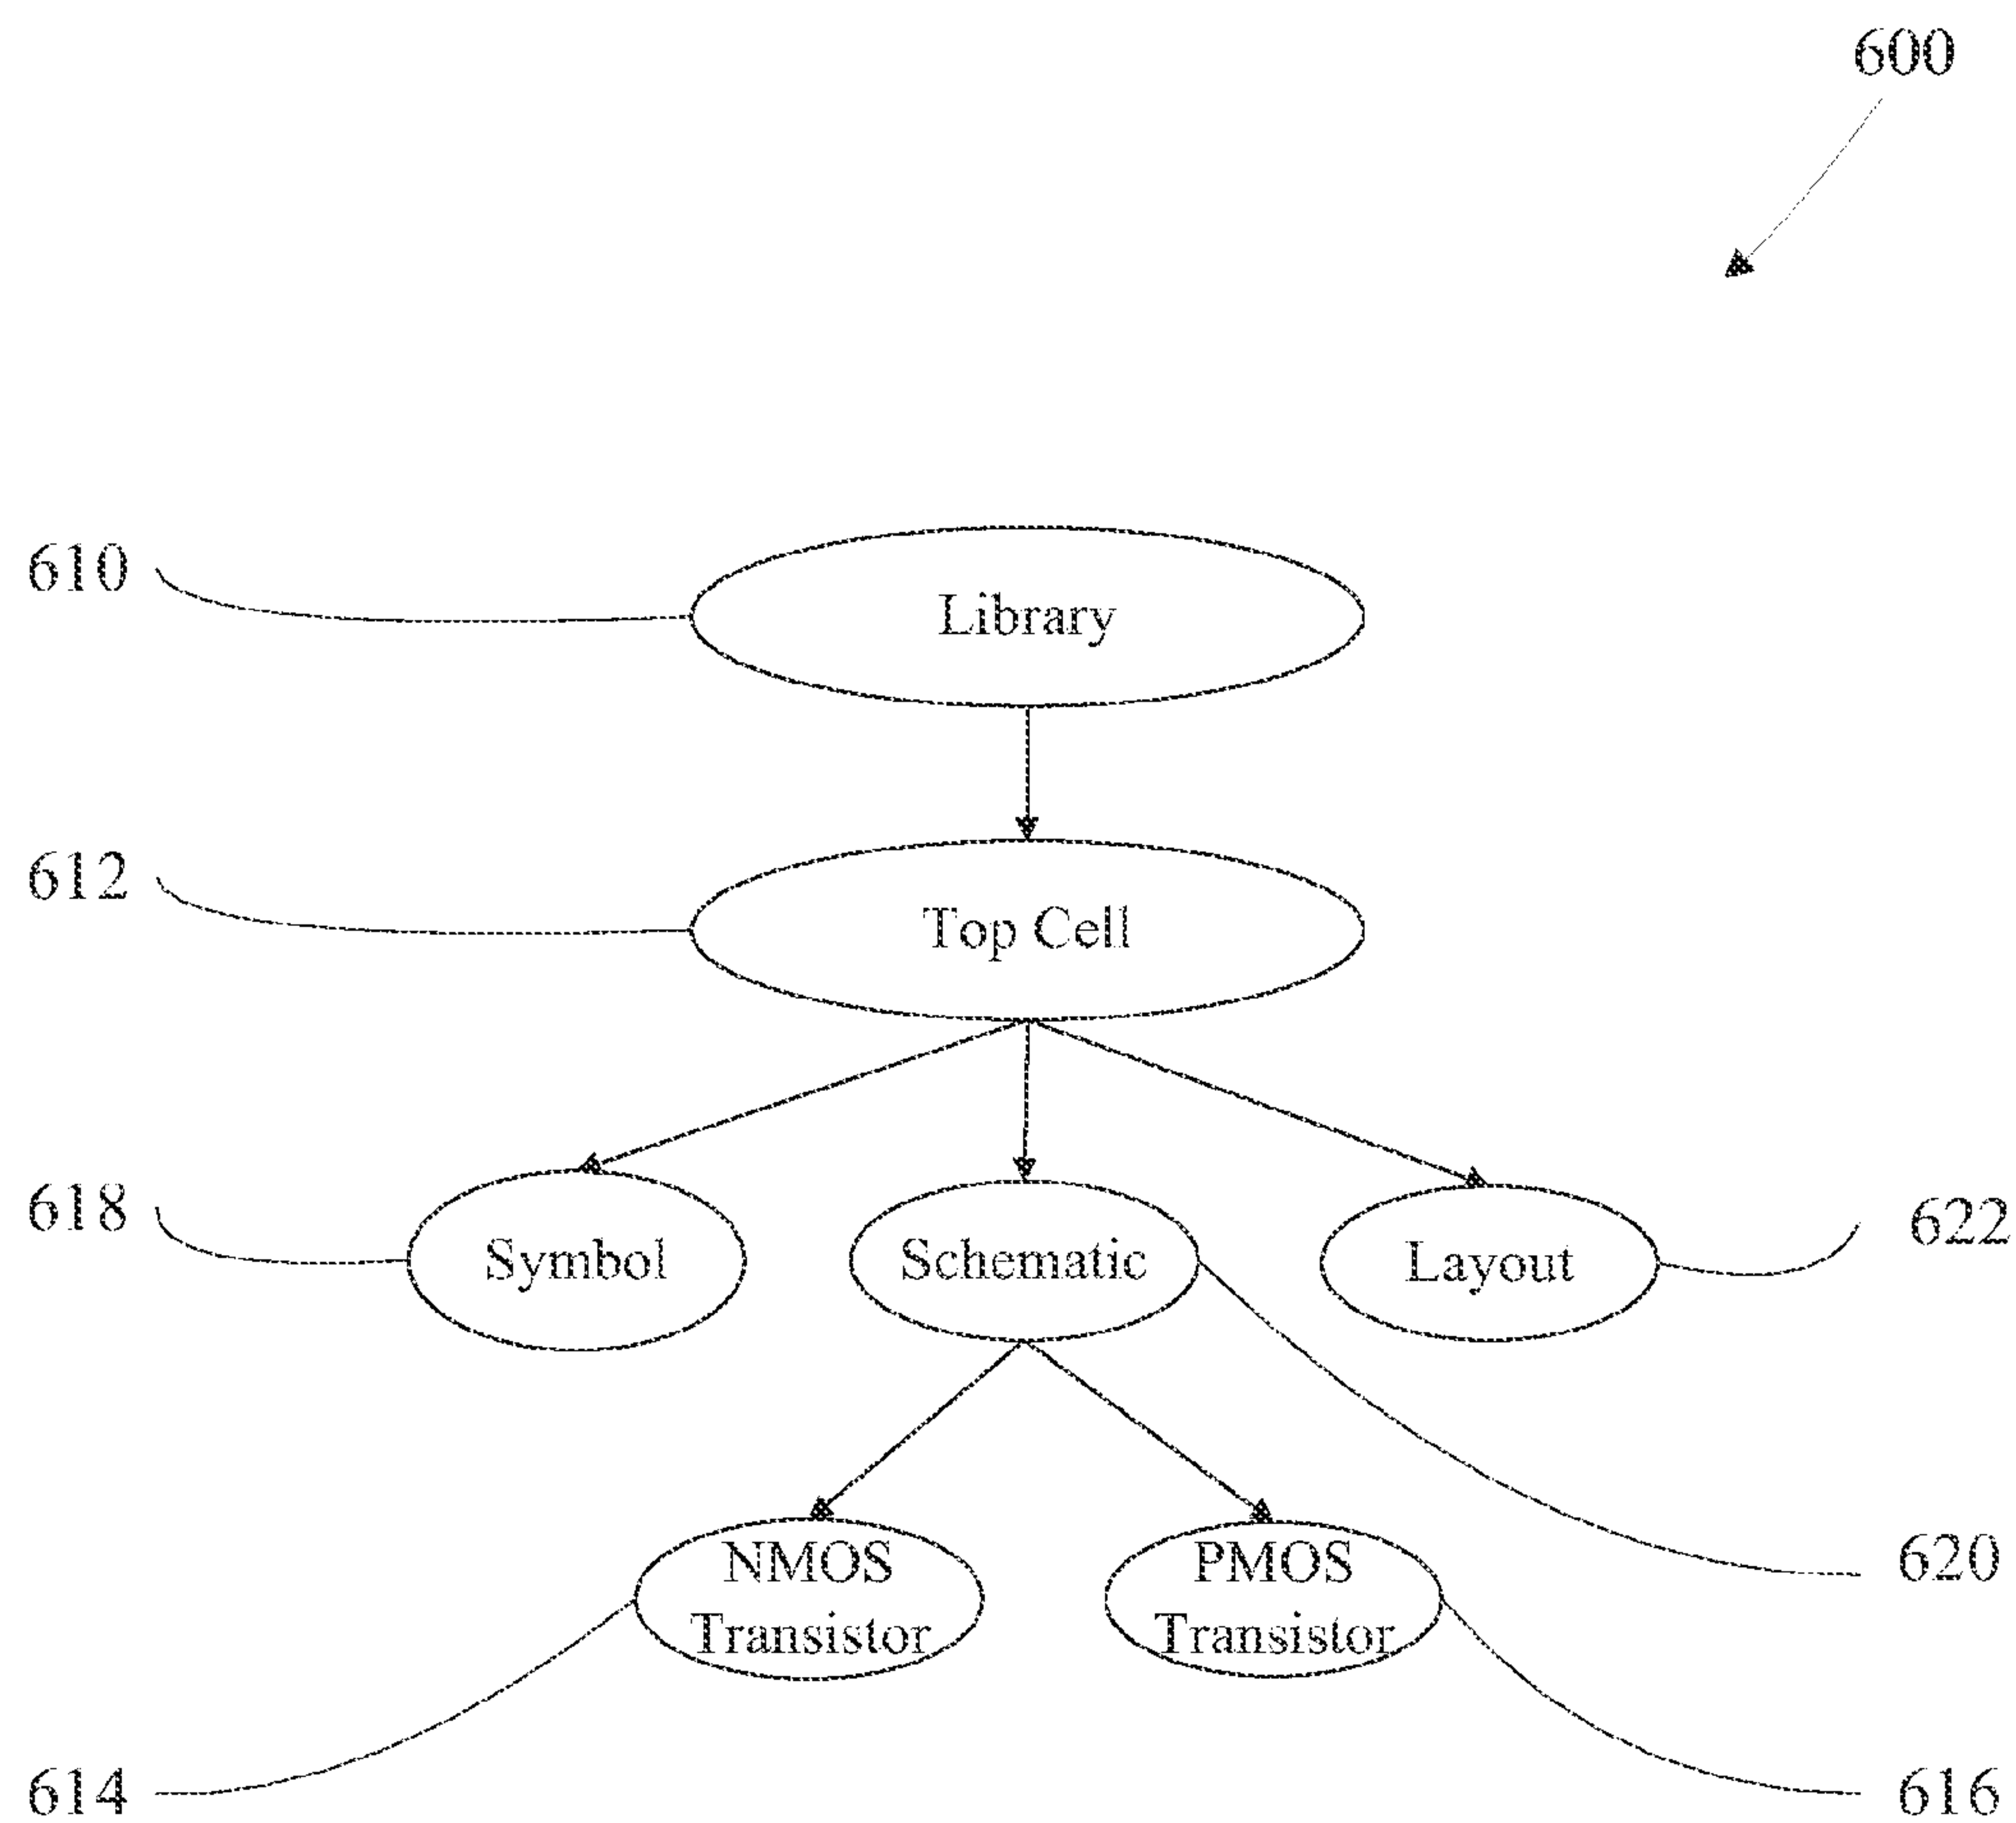 600
610
Library
612
Top Cell
618
Symbol
Schematic
Layout
622
NMOS
Transistor
PMOS
Transistor
620
614
616